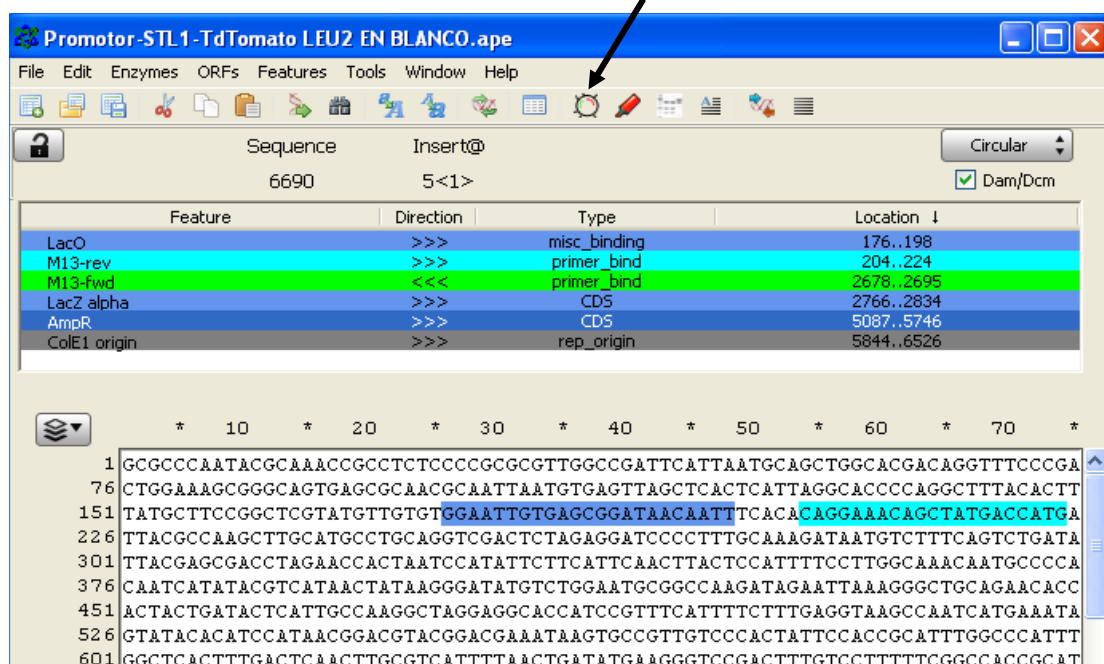 Promotor-STL1-TdTomato LEU2 EN BLANCO.ape
File Edit Enzymes ORFs Features Tools Window Help
Sequence Insert@ Circular
6690 5<1> Dam/Dcm
Feature Direction Type Location ↓
LacO >>> misc_binding 176..198
M13-rev >>> primer_bind 204..224
M13-fwd <<< primer_bind 2678..2695
LacZ alpha >>> CDS 2766..2834
AmpR >>> CDS 5087..5746
ColE1 origin >>> rep_origin 5844..6526
* 10 * 20 * 30 * 40 * 50 * 60 * 70 *
1 GCGCCCAATACGCAAACCGCCTCTCCCCGCGCGTTGGCCGATTCATTAATGCAGCTGGCACGACAGGTTTCCCGA
76 CTGGAAAGCGGGCAGTGAGCGCAACGCAATTAATGTGAGTTAGCTCACTCATTAGGCACCCCAGGCTTTACACTT
151 TATGCTTCCGGCTCGTATGTTGTGTGGAATTGTGAGCGGATAACAATTTCACACAGGAAACAGCTATGACCATGA
226 TTACGCCAAGCTTGCATGCCTGCAGGTCGACTCTAGAGGATCCCCTTTGCAAAGATAATGTCTTTCAGTCTGATA
301 TTACGAGCGACCTAGAACCACTAATCCATATTCTTCATTCAACTTACTCCATTTTCCTTGGCAAACAATGCCCCA
376 CAATCATATACGTCATAACTATAAGGGATATGTCTGGAATGCGGCCAAGATAGAATTAAAGGGCTGCAGAACACC
451 ACTACTGATACTCATTGCCAAGGCTAGGAGGCACCATCCGTTTCATTTTCTTTGAGGTAAGCCAATCATGAAATA
526 GTATACACATCCATAACGGACGTACGGACGAAATAAGTGCCGTTGTCCCACTATTCCACCGCATTTGGCCCATTT
601 GGCTCACTTTGACTCAACTTGCGTCATTTTAACTGATATGAAGGGTCCGACTTTGTCCTTTTTCGGCCACCGCAT